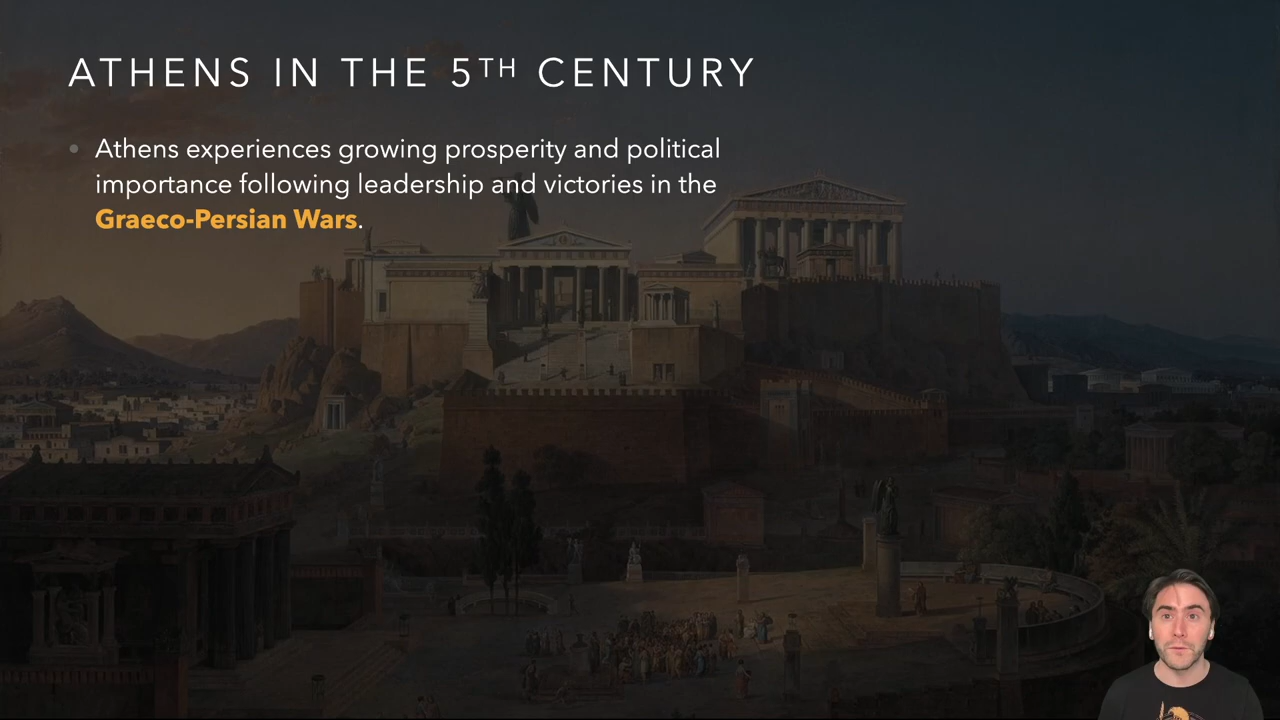 ATHENS IN THE 5TH CENTURY
• Athens experiences growing prosperity and political
importance following leadership and victories in the
Graeco-Persian Wars.